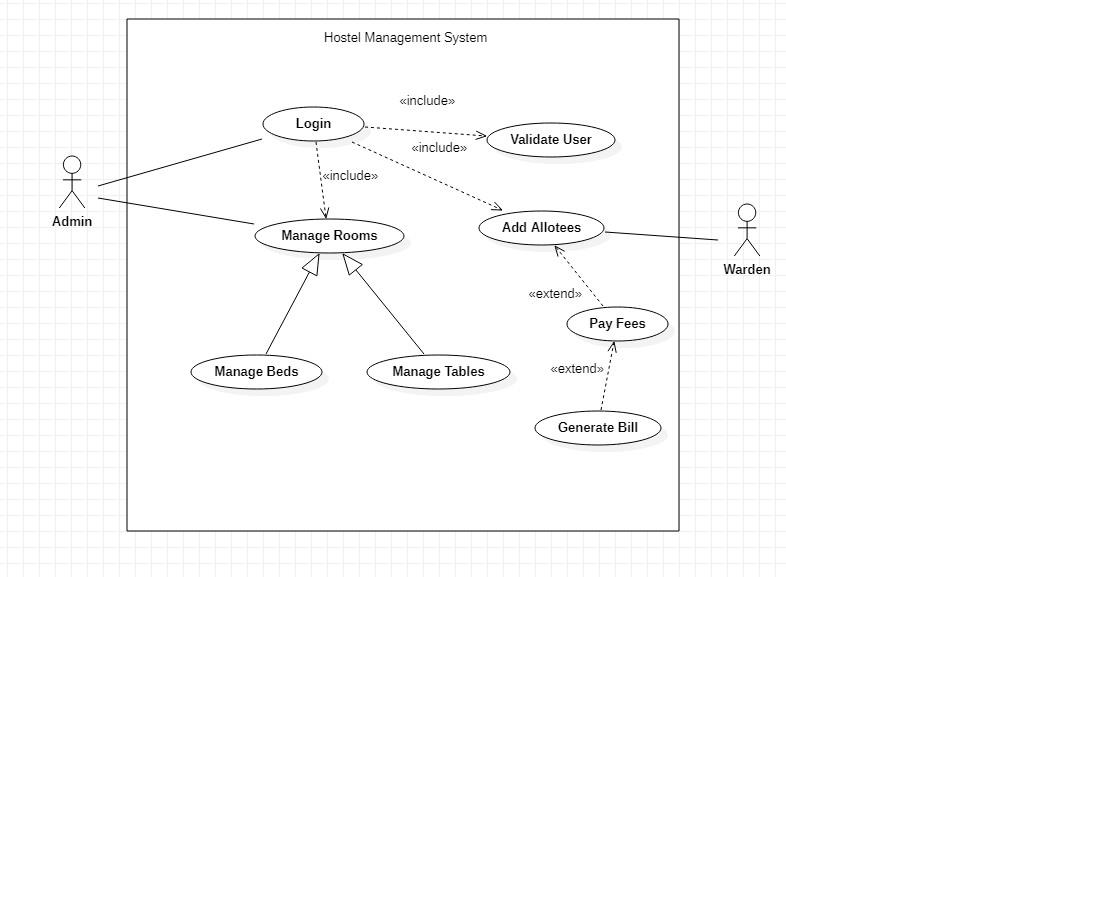 Hostel Management System
«include»
Login
Validate User
«include»
«include»
Admin
Manage Rooms
Add Allotees
Warden
«extend»
Pay Fees
«extend»
Manage Beds
Manage Tables
Generate Bill